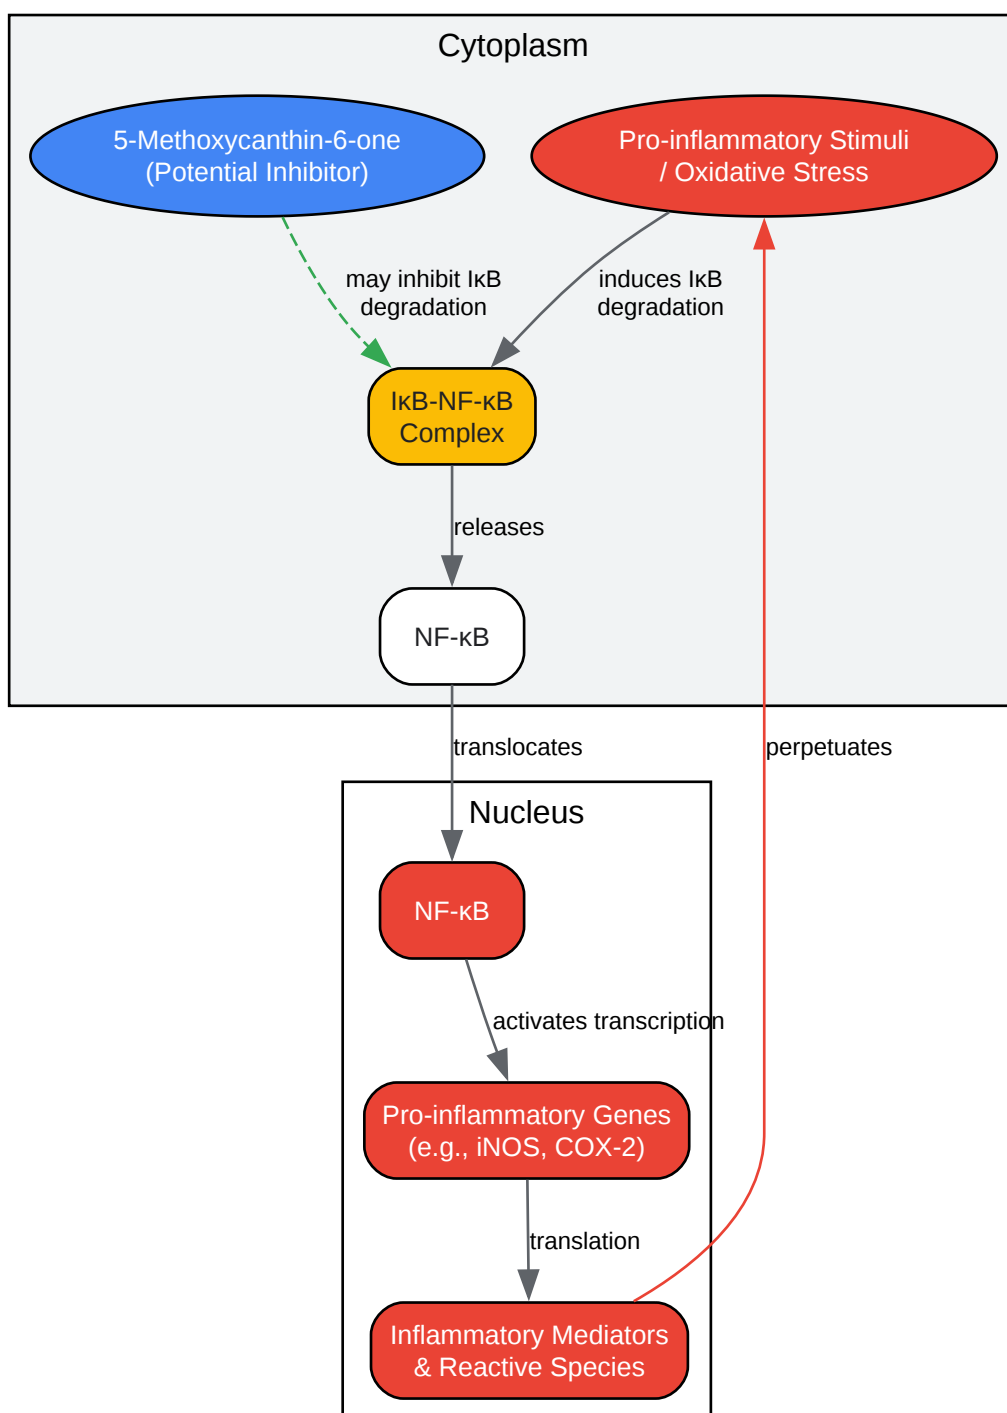 Cytoplasm
5-Methoxycanthin-6-one
(Potential Inhibitor)
Pro-inflammatory Stimuli
/ Oxidative Stress
may inhibit IκB
degradation
induces IκB
degradation
IκB-NF-κB
Complex
releases
NF-κB
translocates
perpetuates
Nucleus
NF-κB
activates transcription
Pro-inflammatory Genes
(e.g., iNOS, COX-2)
translation
Inflammatory Mediators
& Reactive Species